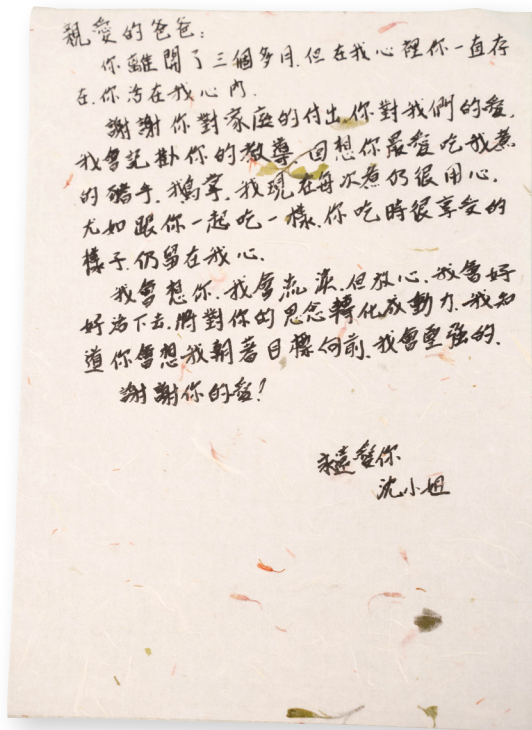 親愛的爸爸:
你離開了三個多月.但在我心裡你一直存
在.你活在我心內.
謝謝你對家庭的付出.你對我們的愛.
我會記掛你的教導.回想你最愛吃我煮
的豬手.鵝掌.我現在每次煮仍很用心.
尤如跟你一起吃一樣.你吃時很享受的
樣子.仍留在我心.
我會想你.我會流淚.但放心.我會好
好活下去.將對你的思念轉化成動力.我知
道你會想我朝著目標向前.我會堅強的.
謝謝你的愛!
永遠愛你
沈小姐